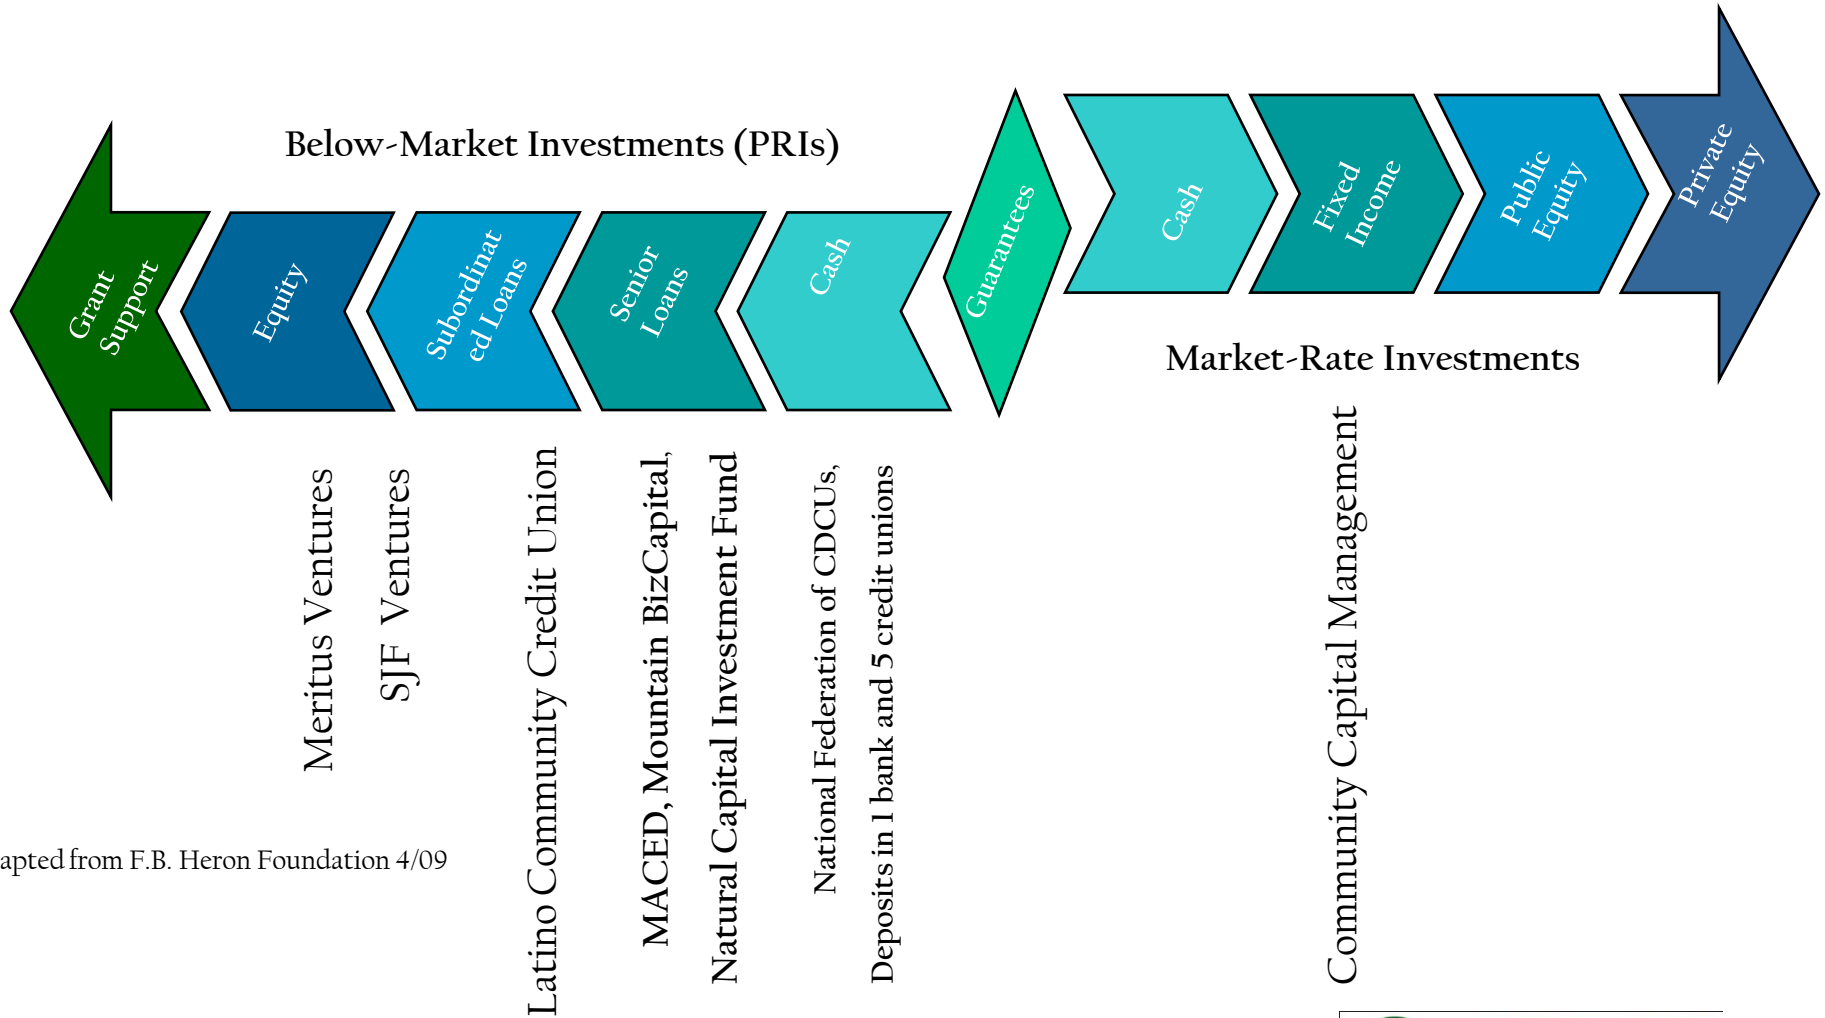 Below-Market Investments (PRIs)
Grant
Support
Equity
Subordinat
ed Loans
Senior
Loans
Cash
Guarantees
Cash
Fixed
Income
Public
Equity
Private
Equity
Market-Rate Investments
Meritus Ventures
SJF Ventures
Latino Community Credit Union
MACED, Mountain BizCapital,
Natural Capital Investment Fund
National Federation of CDCUs,
Deposits in 1 bank and 5 credit unions
Community Capital Management
apted from F.B. Heron Foundation 4/09